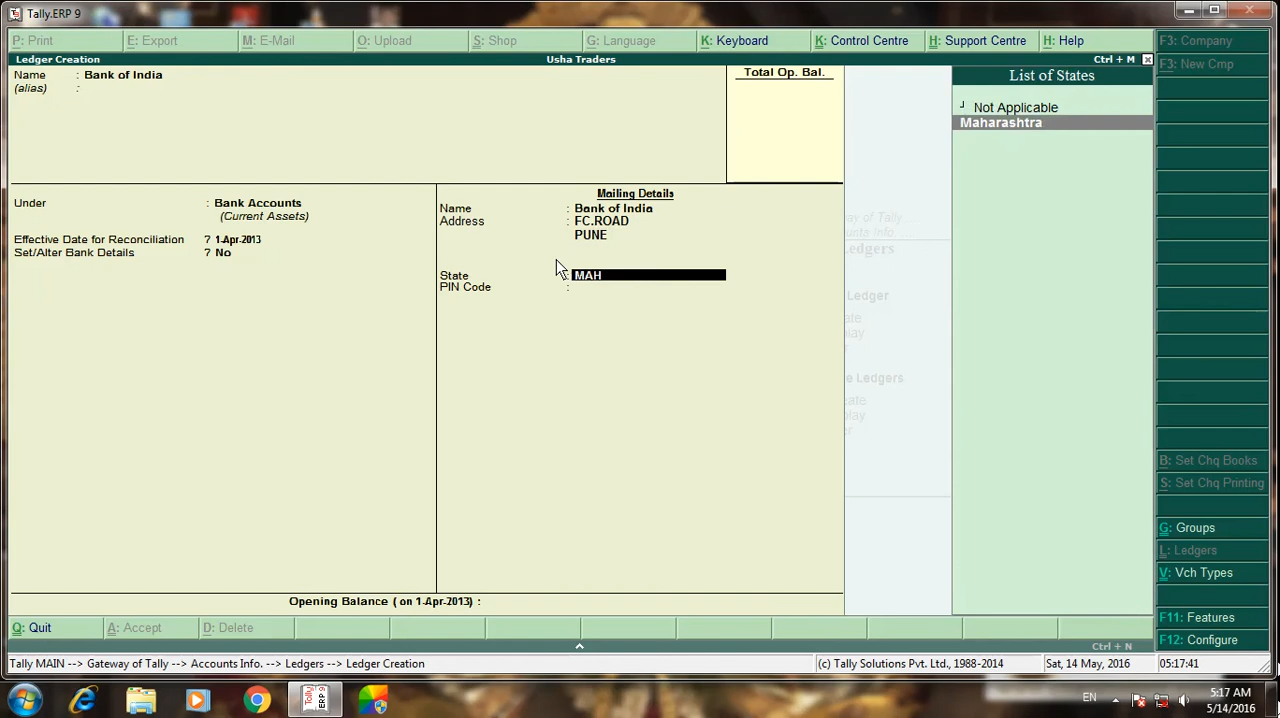 Tally.ERP 9
P: Print
E: Export
M: E-Mail
O: Upload
S: Shop
G: Language
K: Keyboard
K: Control Centre
H: Support Centre
H: Help
F3: Company
F3: New Cmp
Ledger Creation
Usha Traders
Ctrl + M
Name : Bank of India
(alias) :
Total Op. Bal.
List of States
Not Applicable
Maharashtra
Under : Bank Accounts
(Current Assets)
Effective Date for Reconciliation ? 1-Apr-2013
Set/Alter Bank Details ? No
Mailing Details
Name : Bank of India
Address : FC.ROAD
PUNE
State : MAH
PIN Code :
Ledger
Ledgers
B: Set Chq Books
S: Set Chq Printing
G: Groups
L: Ledgers
V: Vch Types
F11: Features
F12: Configure
Opening Balance ( on 1-Apr-2013) :
Q: Quit
A: Accept
D: Delete
Ctrl + N
Tally MAIN --> Gateway of Tally --> Accounts Info. --> Ledgers --> Ledger Creation
(c) Tally Solutions Pvt. Ltd., 1988-2014
Sat, 14 May, 2016
05:17:41
Tally ERP 9
EN
5:17 AM
5/14/2016